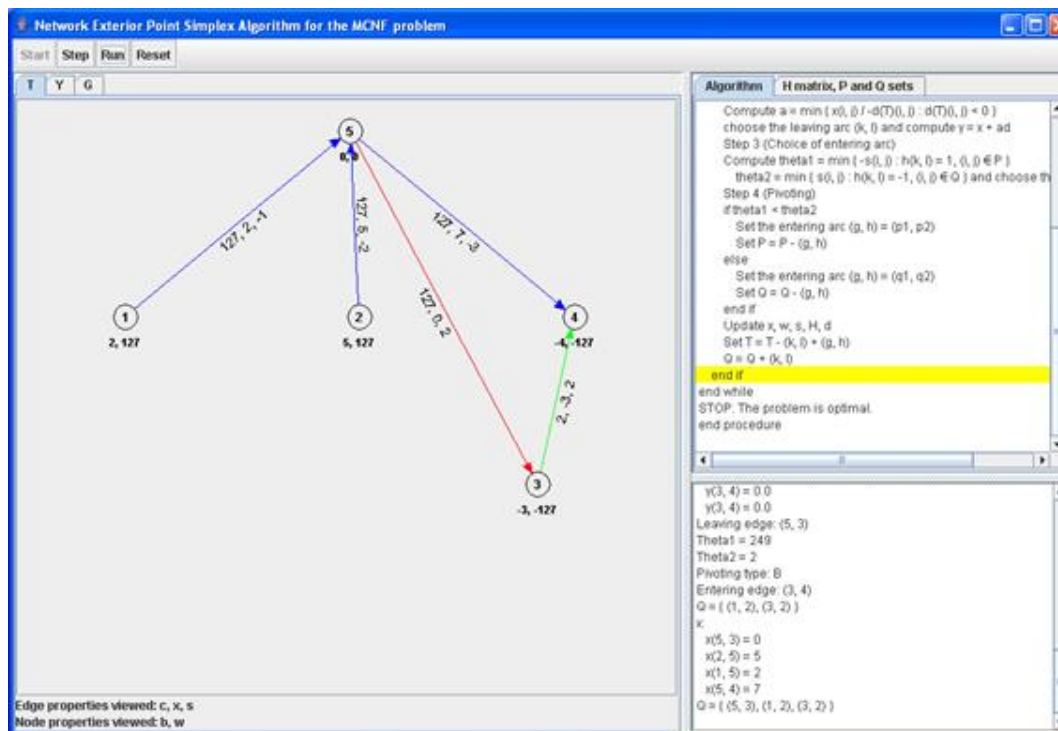 Network Exterior Point Simplex Algorithm for the MCNF problem
Start Step Run Reset
T Y G
5
0, 0
127, 2, -1
127, 5, -2
127, 7, -3
127, 0, 2
1
2, 127
2
5, 127
4
-4, -127
2, -3, 2
3
-3, -127
Edge properties viewed: c, x, s
Node properties viewed: b, w
Algorithm H matrix, P and Q sets
Compute a = min { x(i, j) / -d(T)(i, j) : d(T)(i, j) < 0 }
choose the leaving arc (k, l) and compute y = x + ad
Step 3 (Choice of entering arc)
Compute theta1 = min { -s(i, j) : h(k, l) = 1, (i, j) ∈ P }
theta2 = min { s(i, j) : h(k, l) = -1, (i, j) ∈ Q } and choose th
Step 4 (Pivoting)
if theta1 < theta2
Set the entering arc (g, h) = (p1, p2)
Set P = P - (g, h)
else
Set the entering arc (g, h) = (q1, q2)
Set Q = Q - (g, h)
end if
Update x, w, s, H, d
Set T = T - (k, l) + (g, h)
Q = Q + (k, l)
end if
end while
STOP: The problem is optimal.
end procedure
y(3, 4) = 0.0
y(3, 4) = 0.0
Leaving edge: (5, 3)
Theta1 = 249
Theta2 = 2
Pivoting type: B
Entering edge: (3, 4)
Q = { (1, 2), (3, 2) }
x:
x(5, 3) = 0
x(2, 5) = 5
x(1, 5) = 2
x(5, 4) = 7
Q = { (5, 3), (1, 2), (3, 2) }